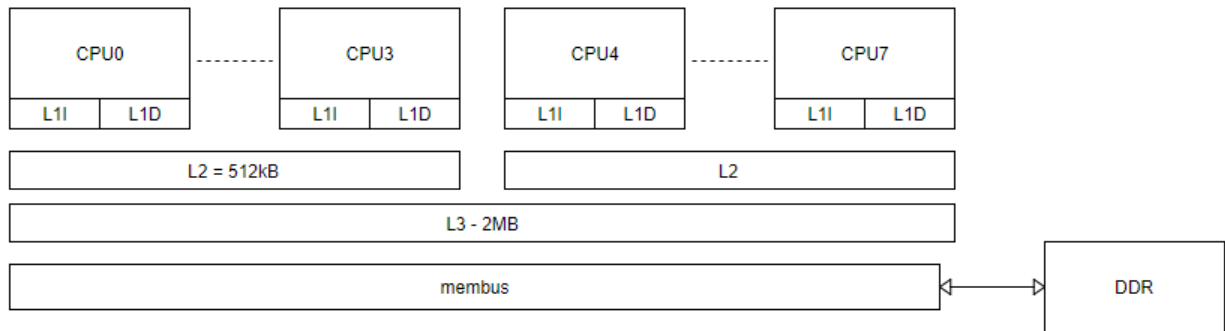 CPU0 CPU3 CPU4 CPU7
L1I L1D L1I L1D L1I L1D L1I L1D
L2 = 512kB L2
L3 - 2MB
membus DDR